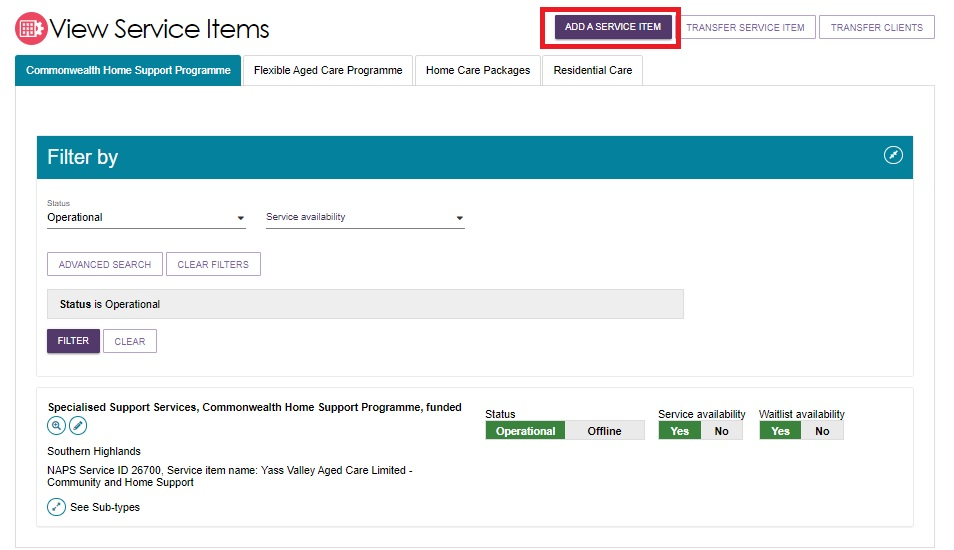 View Service Items
ADD A SERVICE ITEM
TRANSFER SERVICE ITEM
TRANSFER CLIENTS
Commonwealth Home Support Programme
Flexible Aged Care Programme
Home Care Packages
Residential Care
Filter by
Status
Operational
Service availability
ADVANCED SEARCH
CLEAR FILTERS
Status is Operational
FILTER
CLEAR
Specialised Support Services, Commonwealth Home Support Programme, funded
Southern Highlands
NAPS Service ID 26700, Service item name: Yass Valley Aged Care Limited -
Community and Home Support
See Sub-types
Status
Operational
Offline
Service availability
Yes
No
Waitlist availability
Yes
No